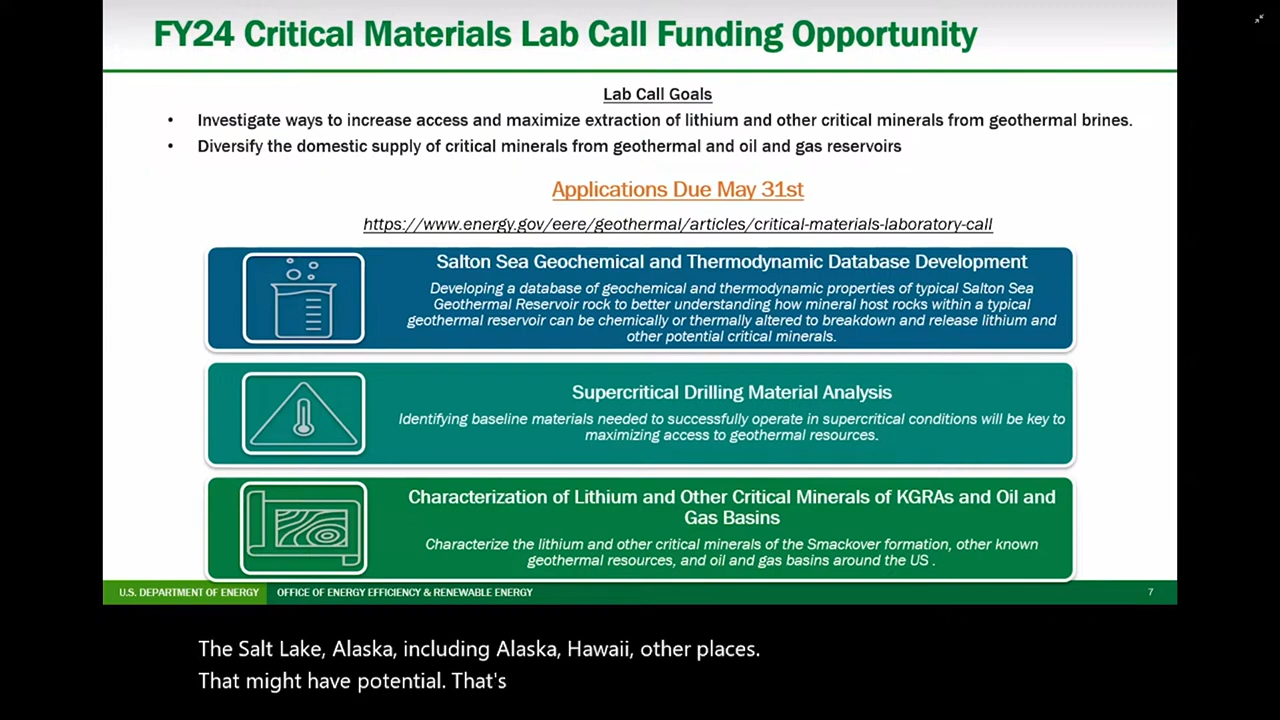 FY24 Critical Materials Lab Call Funding Opportunity
Lab Call Goals
• Investigate ways to increase access and maximize extraction of lithium and other critical minerals from geothermal brines.
• Diversify the domestic supply of critical minerals from geothermal and oil and gas reservoirs
Applications Due May 31st
https://www.energy.gov/eere/geothermal/articles/critical-materials-laboratory-call
Salton Sea Geochemical and Thermodynamic Database Development
Developing a database of geochemical and thermodynamic properties of typical Salton Sea
Geothermal Reservoir rock to better understanding how mineral host rocks within a typical
geothermal reservoir can be chemically or thermally altered to breakdown and release lithium and
other potential critical minerals.
Supercritical Drilling Material Analysis
Identifying baseline materials needed to successfully operate in supercritical conditions will be key to
maximizing access to geothermal resources.
Characterization of Lithium and Other Critical Minerals of KGRAs and Oil and
Gas Basins
Characterize the lithium and other critical minerals of the Smackover formation, other known
geothermal resources, and oil and gas basins around the US .
U.S. DEPARTMENT OF ENERGY OFFICE OF ENERGY EFFICIENCY & RENEWABLE ENERGY 7
The Salt Lake, Alaska, including Alaska, Hawaii, other places.
That might have potential. That's